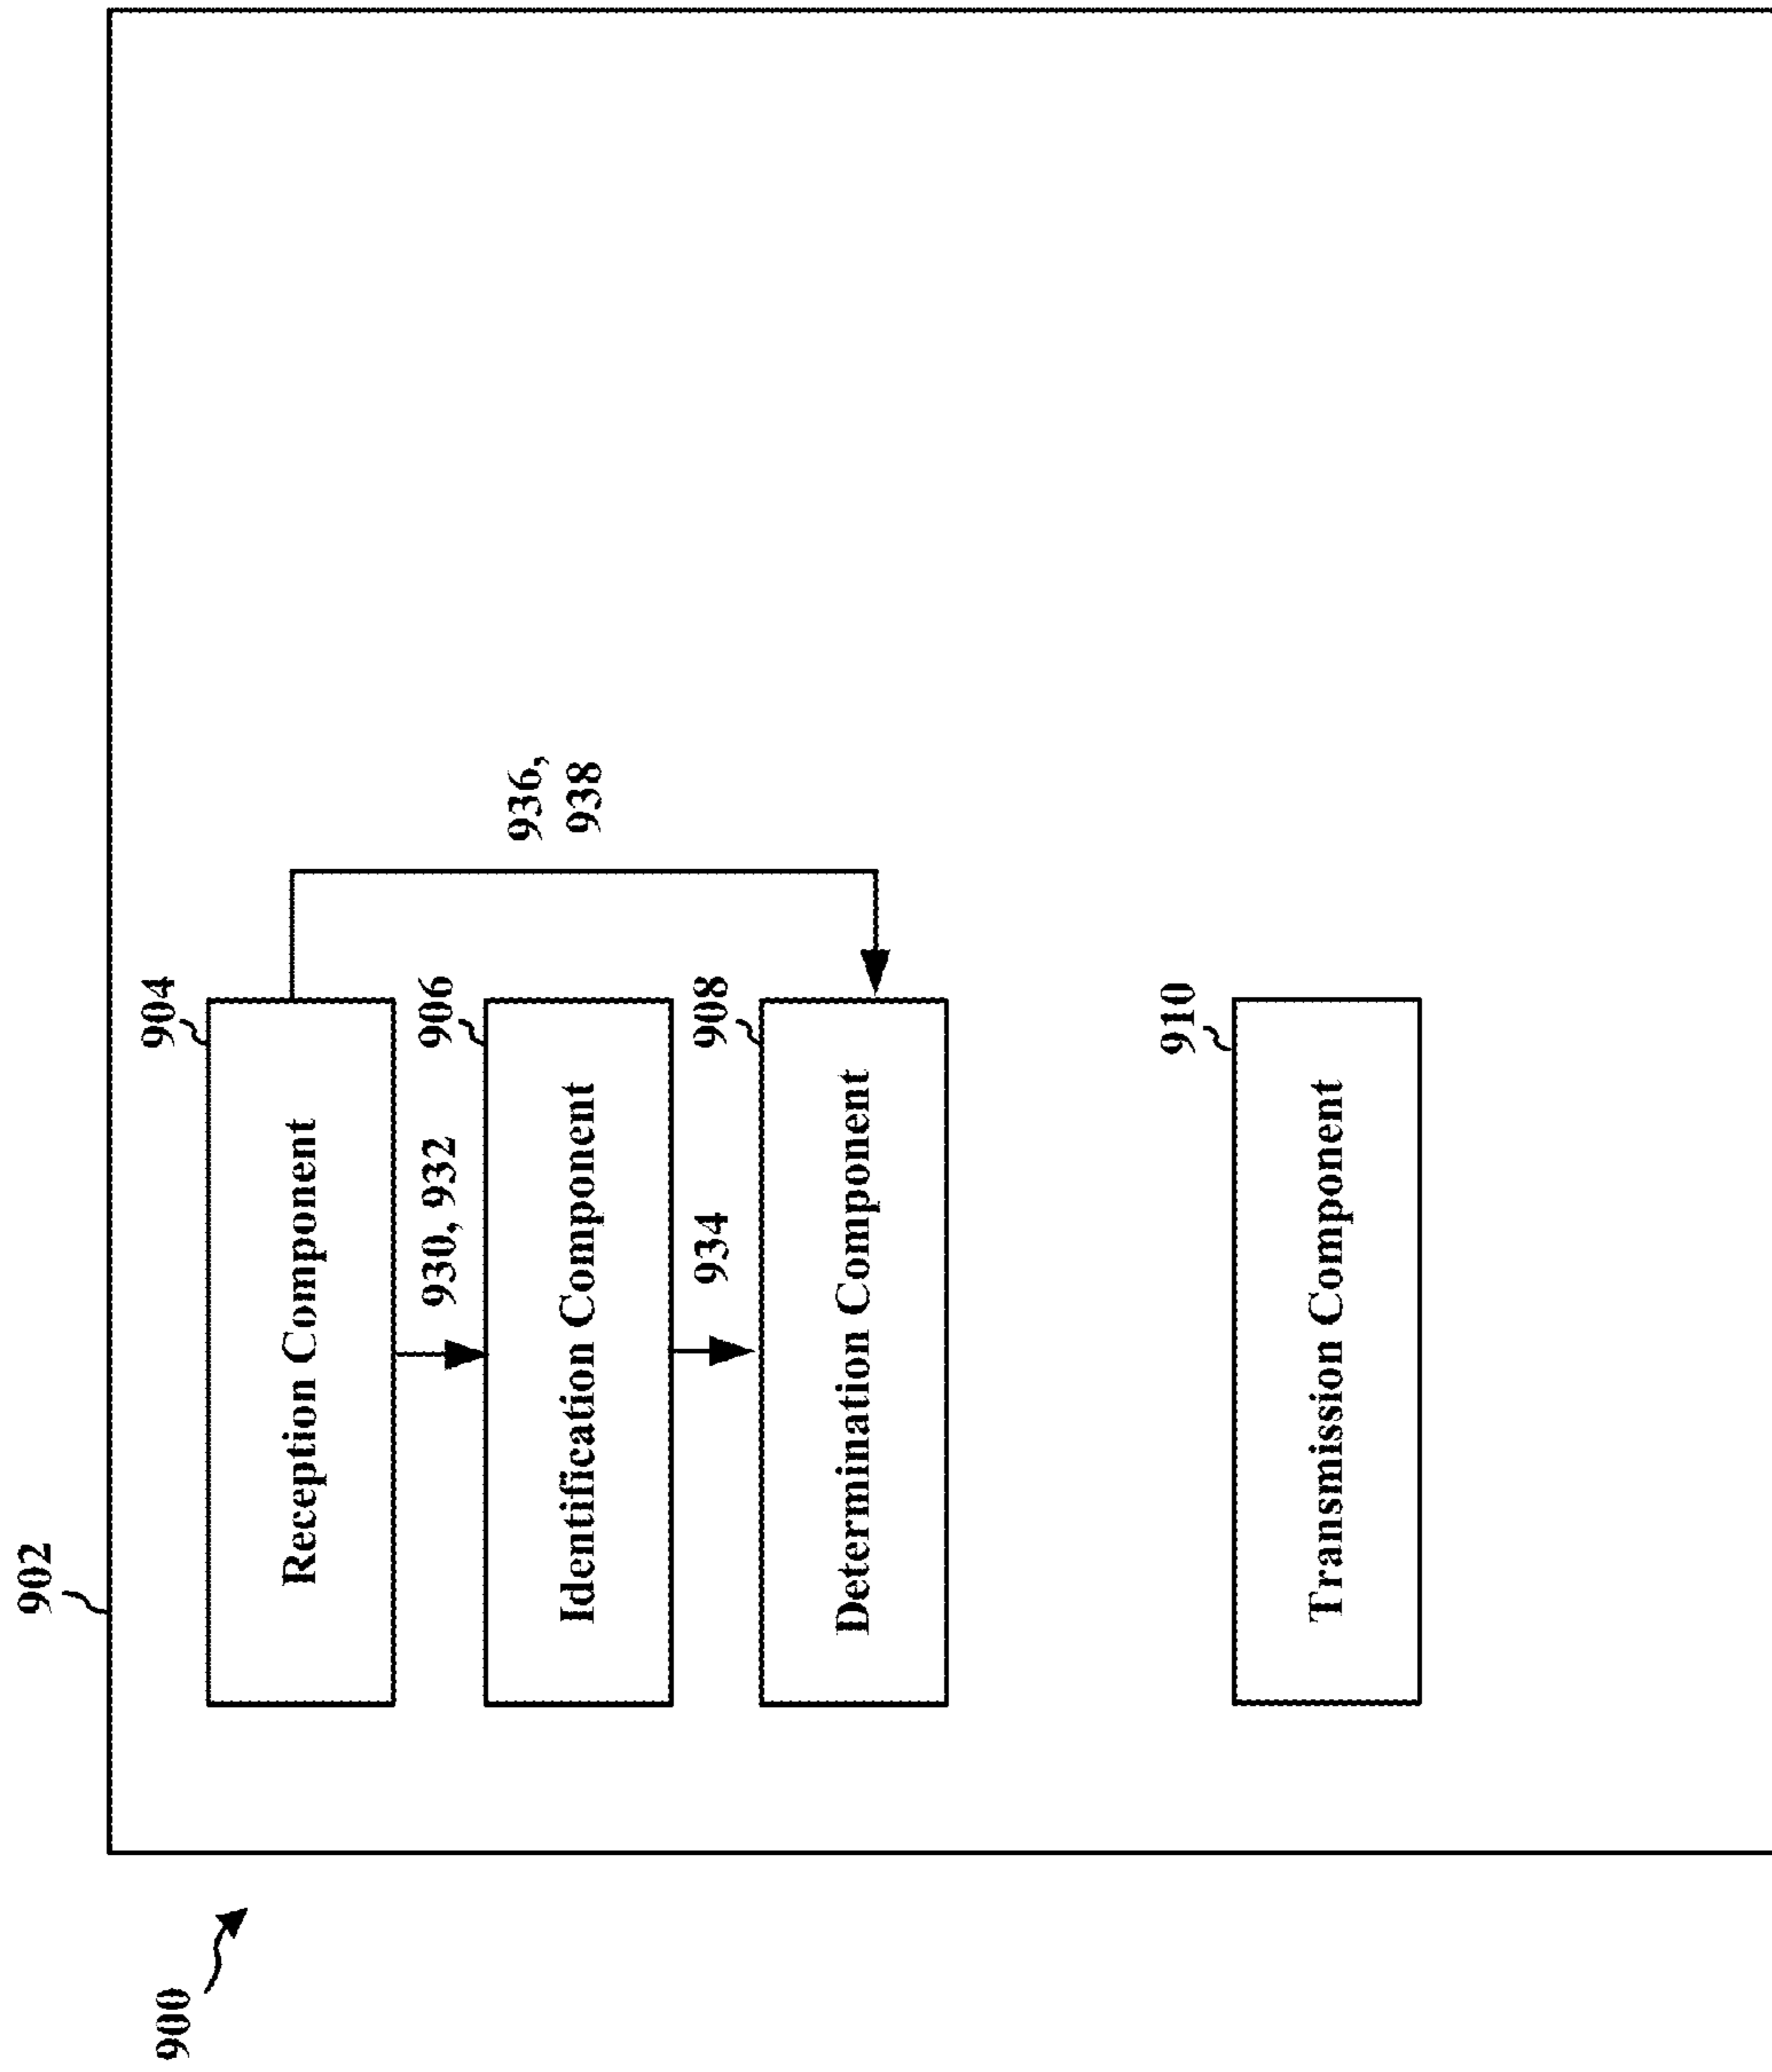 900
902
904
Reception Component
930, 932
936,
938
906
Identification Component
934
908
Determination Component
910
Transmission Component